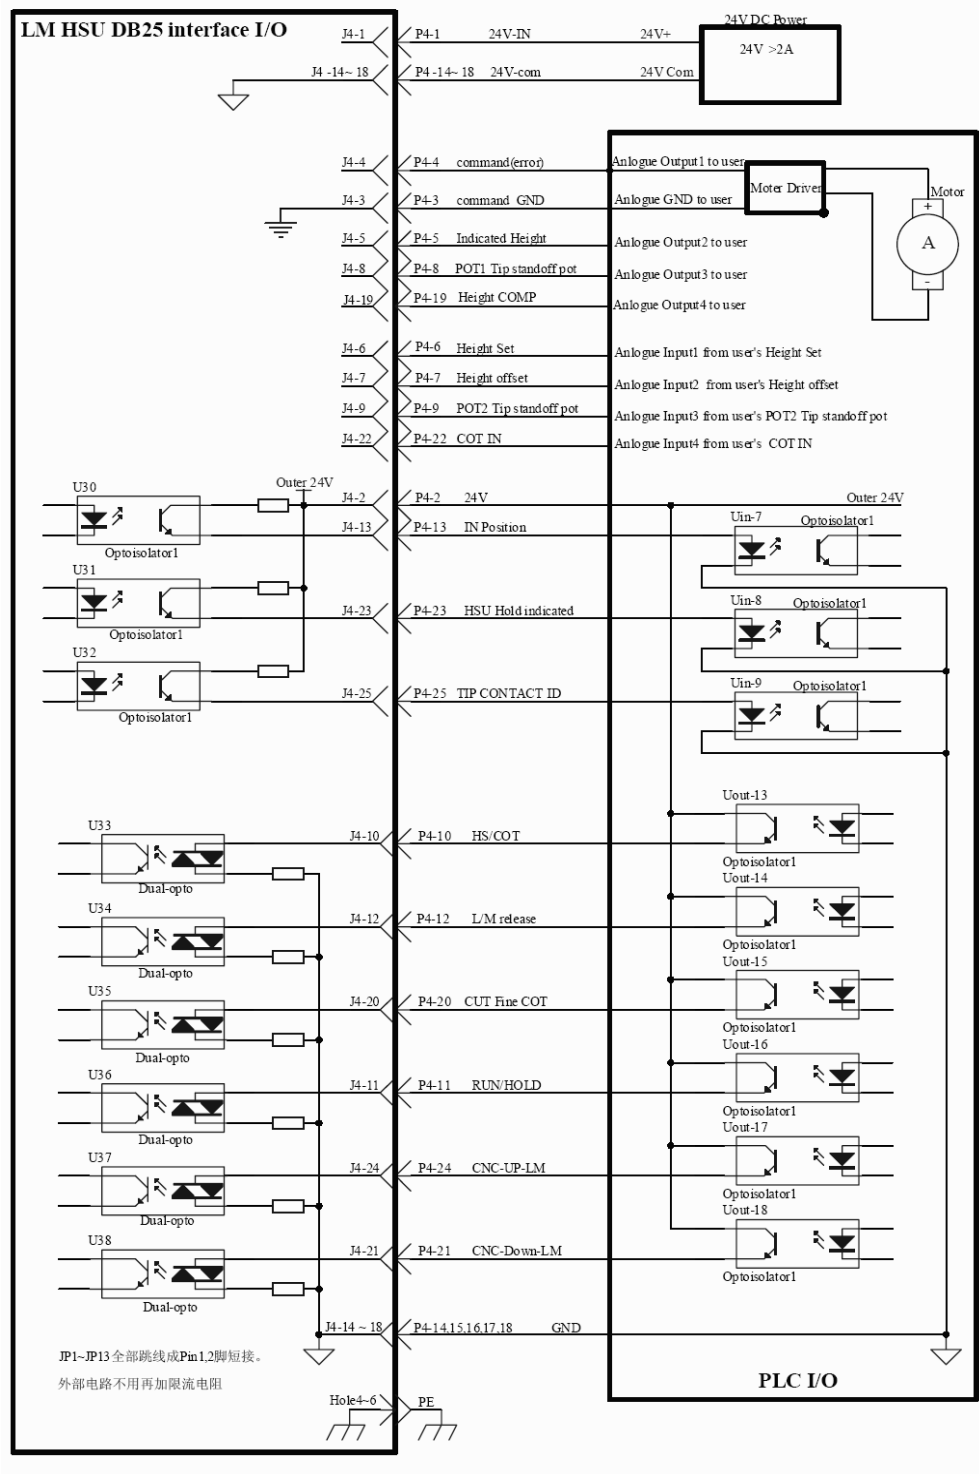 LM HSU DB25 interface I/O
24V DC Power
J4-1 P4-1 24V-IN 24V+
24V >2A
J4 -14~ 18 P4 -14~ 18 24V-com 24V Com
J4-4 P4-4 command(error) Anlogue Output1 to user
Moter Driver
Motor
+
A
-
J4-3 P4-3 command GND Anlogue GND to user
J4-5 P4-5 Indicated Height Anlogue Output2 to user
J4-8 P4-8 POT1 Tip standoff pot Anlogue Output3 to user
J4-19 P4-19 Height COMP Anlogue Output4 to user
J4-6 P4-6 Height Set Anlogue Input1 from user's Height Set
J4-7 P4-7 Height offset Anlogue Input2 from user's Height offset
J4-9 P4-9 POT2 Tip standoff pot Anlogue Input3 from user's POT2 Tip standoff pot
J4-22 P4-22 COT IN Anlogue Input4 from user's COT IN
U30 Outer 24V J4-2 P4-2 24V Outer 24V
J4-13 P4-13 IN Position Uin-7 Optoisolator1
Optoisolator1
U31
J4-23 P4-23 HSU Hold indicated Uin-8 Optoisolator1
Optoisolator1
U32
J4-25 P4-25 TIP CONTACT ID Uin-9 Optoisolator1
Optoisolator1
Uout-13
U33 J4-10 P4-10 HS/COT
Optoisolator1
Dual-opto
Uout-14
U34 J4-12 P4-12 L/M release
Optoisolator1
Dual-opto
Uout-15
U35 J4-20 P4-20 CUT Fine COT
Optoisolator1
Dual-opto
Uout-16
U36 J4-11 P4-11 RUN/HOLD
Optoisolator1
Dual-opto
Uout-17
U37 J4-24 P4-24 CNC-UP-LM
Optoisolator1
Dual-opto
Uout-18
U38 J4-21 P4-21 CNC-Down-LM
Optoisolator1
Dual-opto
J4-14 ~ 18 P4-14,15,16,17,18 GND
JP1~JP13全部跳线成Pin1,2脚短接。
外部电路不用再加限流电阻
PLC I/O
Hole4~6 PE